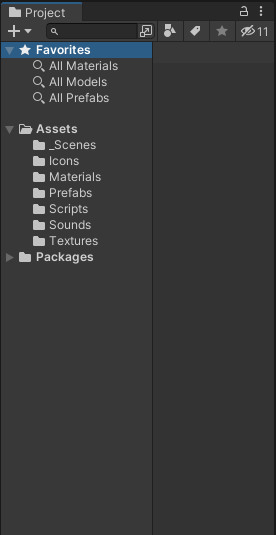 Project
11
Favorites
All Materials
All Models
All Prefabs
Assets
_Scenes
Icons
Materials
Prefabs
Scripts
Sounds
Textures
Packages